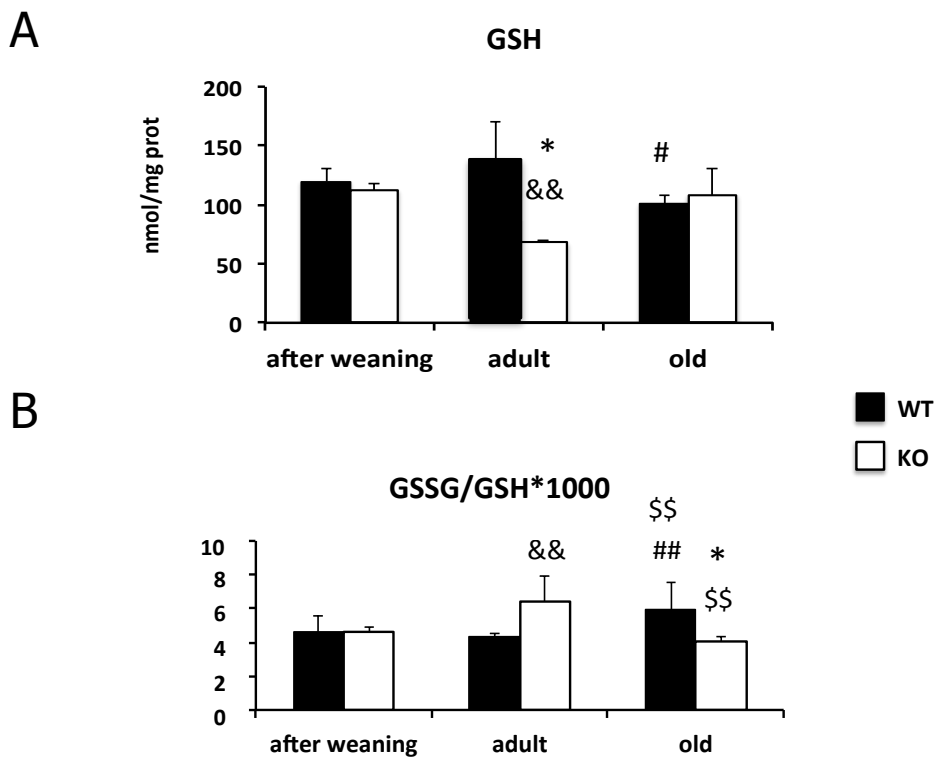 A
GSH
nmol/mg prot
200
150
100
50
0
*
&&
#
after weaning adult old
B
WT
KO
GSSG/GSH*1000
10
8
6
4
2
0
&&
$$
##
*
$$
after weaning adult old